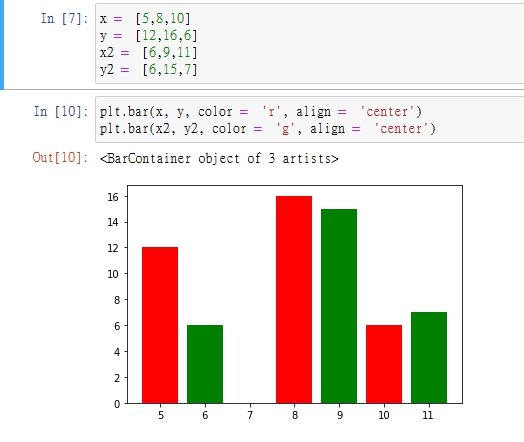 In [7]: x = [5,8,10]
y = [12,16,6]
x2 = [6,9,11]
y2 = [6,15,7]
In [10]: plt.bar(x, y, color = 'r', align = 'center')
plt.bar(x2, y2, color = 'g', align = 'center')
Out[10]: <BarContainer object of 3 artists>
16
14
12
10
8
6
4
2
0
5 6 7 8 9 10 11